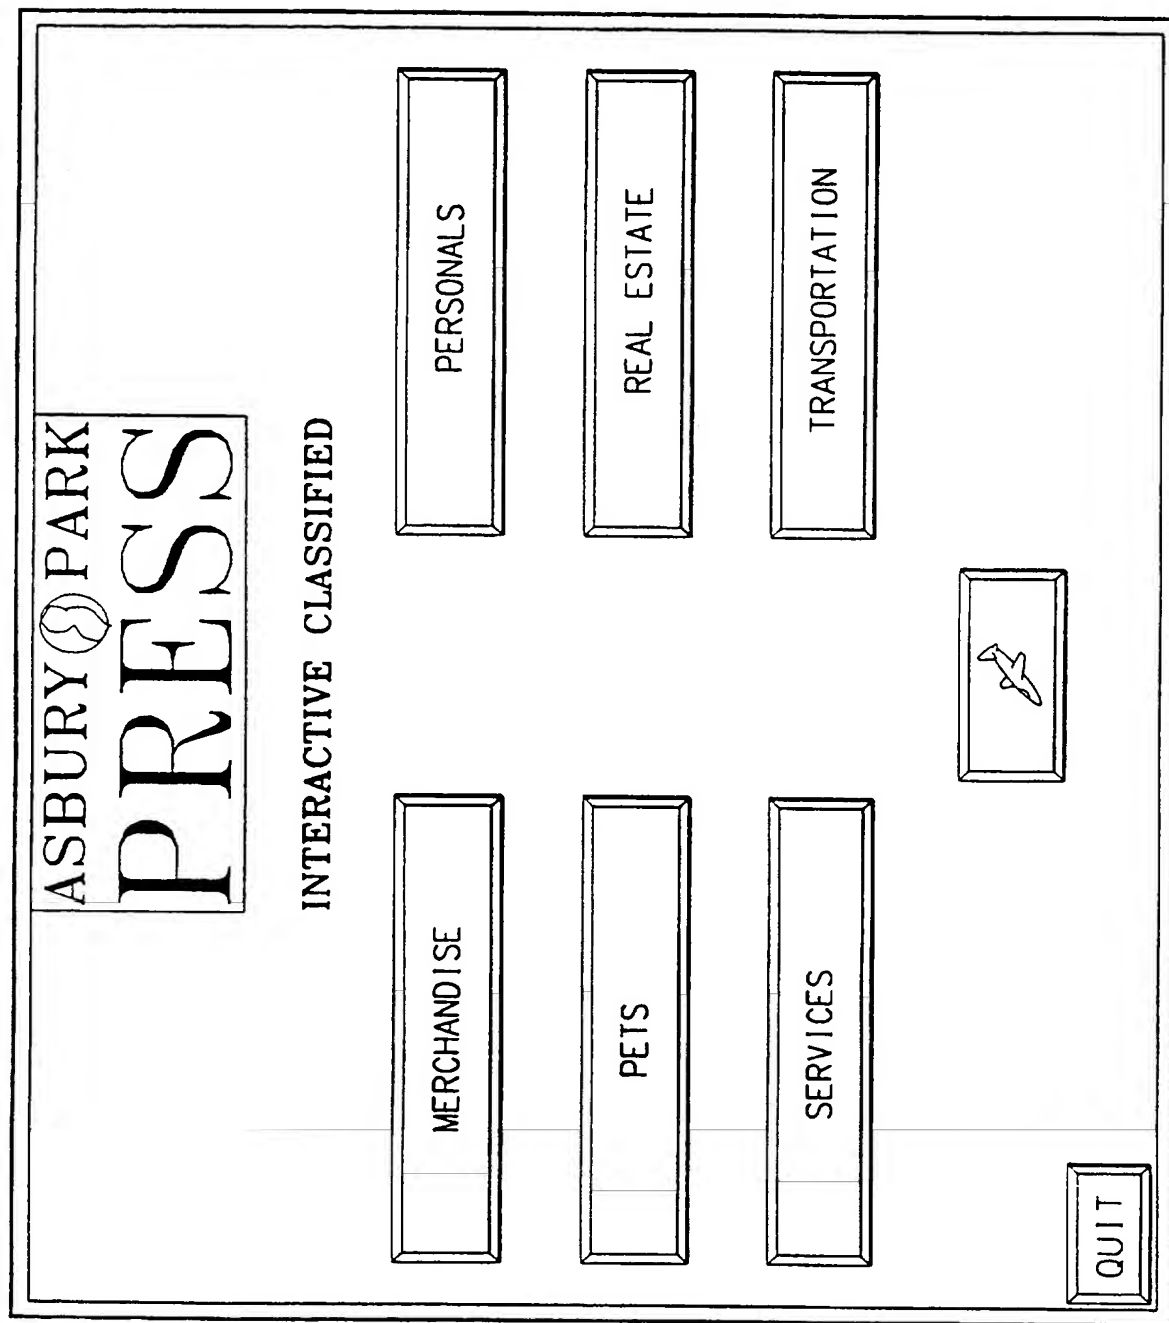 ASBURY PARK
PRESS
INTERACTIVE CLASSIFIED
MERCHANDISE
PERSONALS
PETS
REAL ESTATE
SERVICES
TRANSPORTATION
QUIT